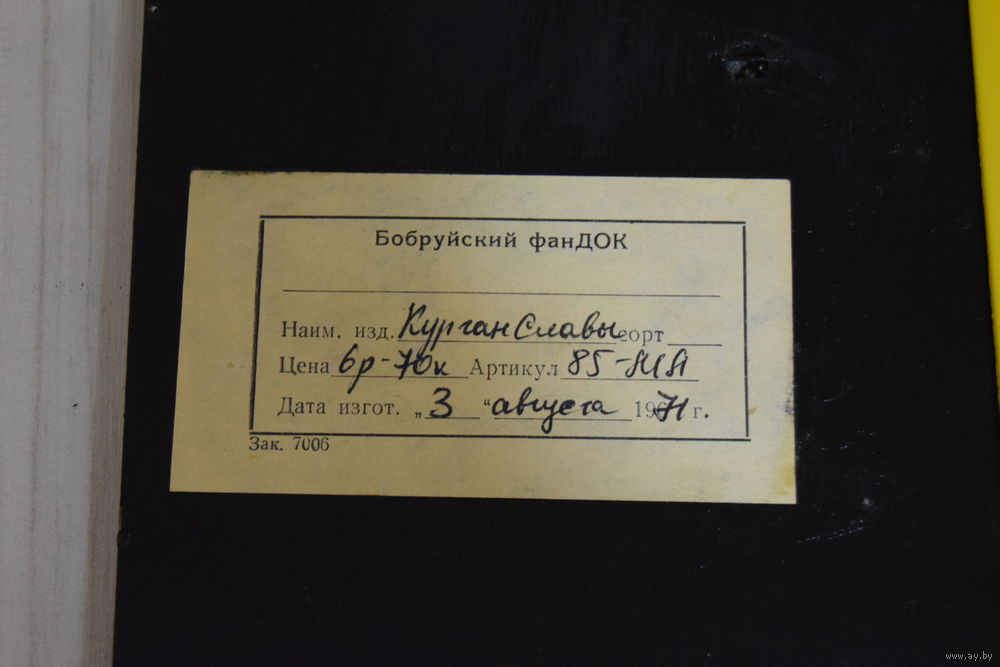 Бобруйский фанДОК
Наим. изд. Курган Славы сорт
Цена 6р-70к Артикул 85-МН
Дата изгот. „3“ августа 1971 г.
Зак. 7006
www.ay.by